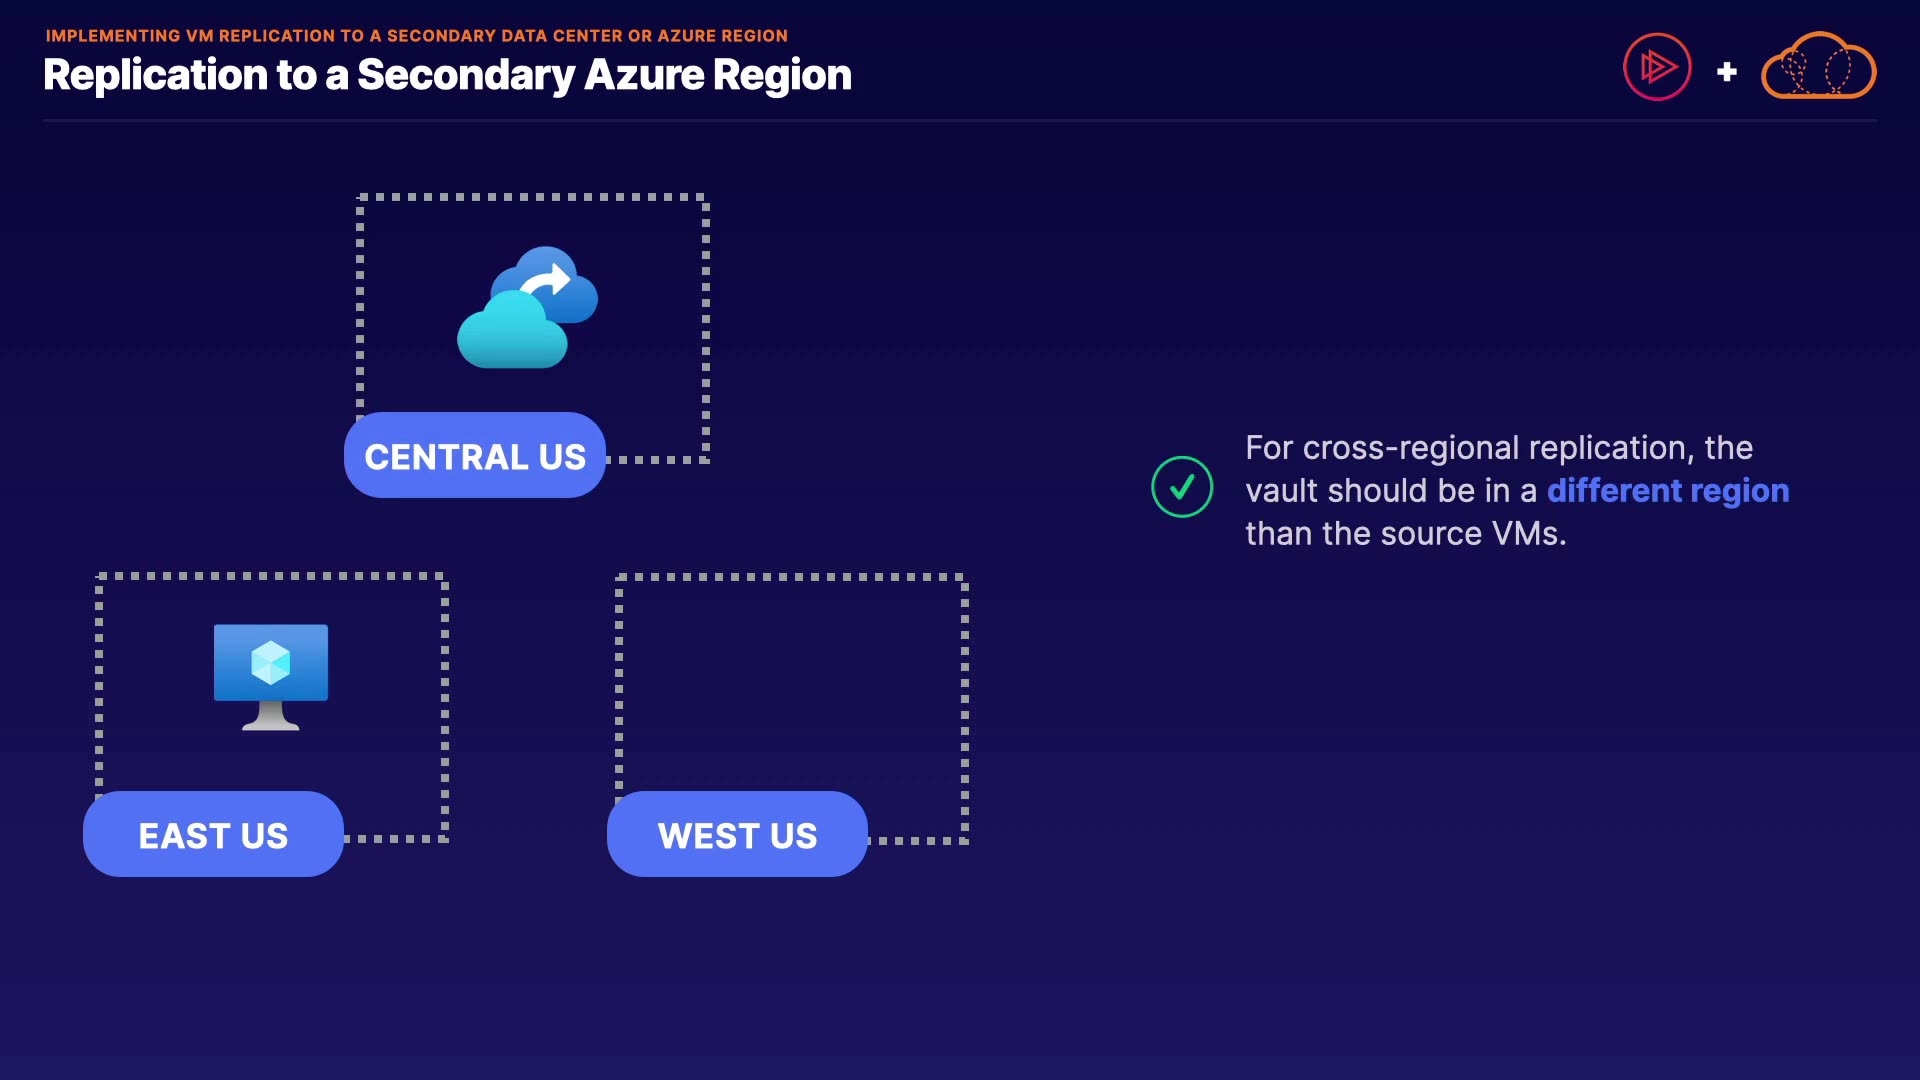 IMPLEMENTING VM REPLICATION TO A SECONDARY DATA CENTER OR AZURE REGION
Replication to a Secondary Azure Region
CENTRAL US
For cross-regional replication, the
vault should be in a different region
than the source VMs.
EAST US
WEST US